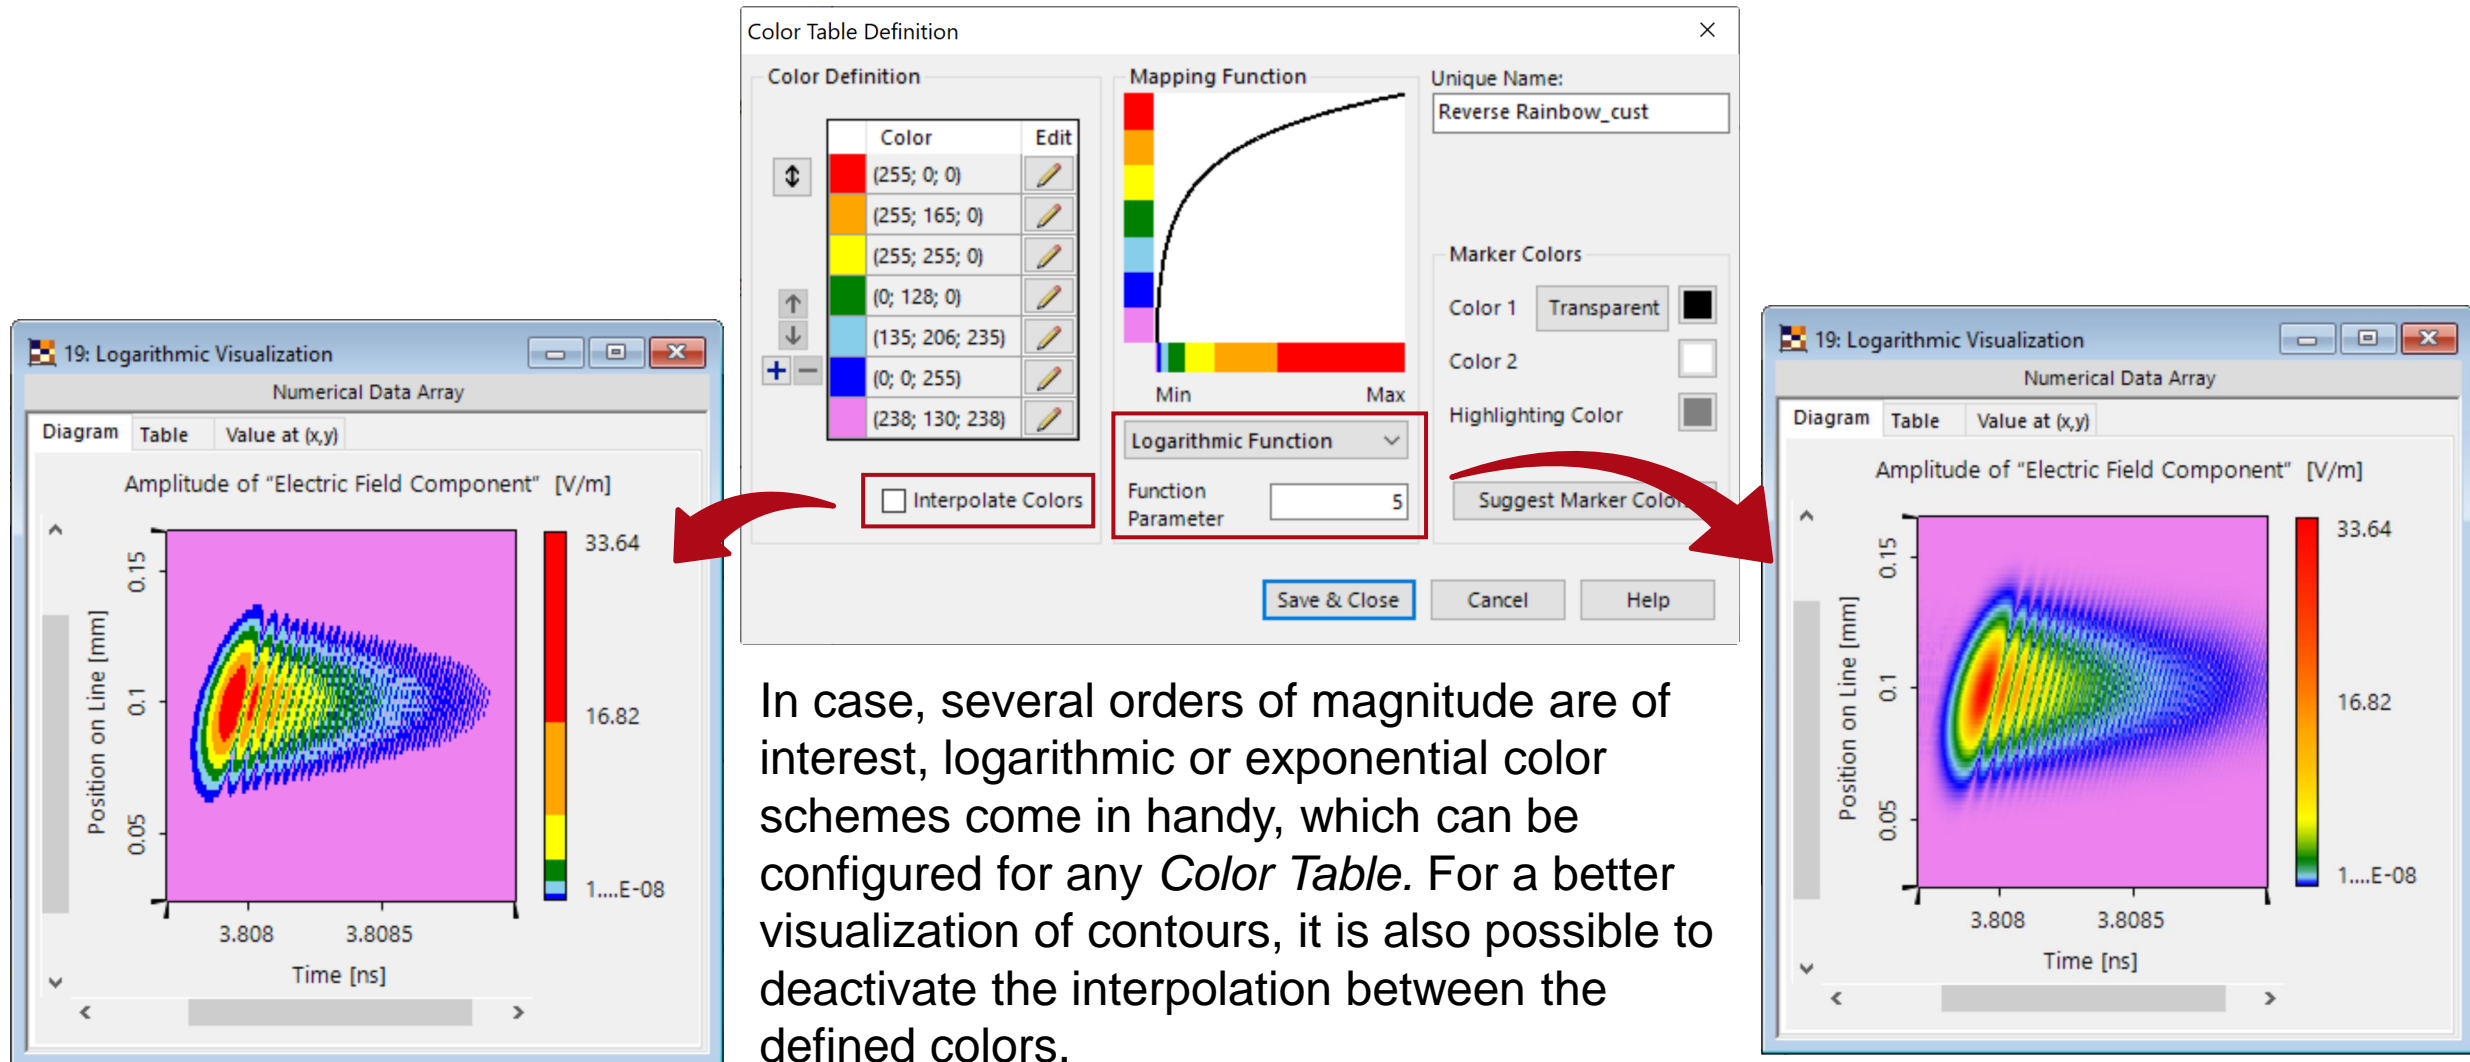 Color Table Definition
Color Definition
Color Edit
(255; 0; 0)
(255; 165; 0)
(255; 255; 0)
(0; 128; 0)
(135; 206; 235)
(0; 0; 255)
(238; 130; 238)
Interpolate Colors
Mapping Function
Min Max
Logarithmic Function
Function
Parameter
5
Unique Name:
Reverse Rainbow_cust
Marker Colors
Color 1 Transparent
Color 2
Highlighting Color
Suggest Marker
Save & Close Cancel Help
19: Logarithmic Visualization
Numerical Data Array
Diagram Table Value at (x,y)
Amplitude of “Electric Field Component” [V/m]
0.15
0.1
0.05
Position on Line [mm]
33.64
16.82
1....E-08
3.808 3.8085
Time [ns]
In case, several orders of magnitude are of
interest, logarithmic or exponential color
schemes come in handy, which can be
configured for any Color Table. For a better
visualization of contours, it is also possible to
deactivate the interpolation between the
defined colors.
19: Logarithmic Visualization
Numerical Data Array
Diagram Table Value at (x,y)
Amplitude of “Electric Field Component” [V/m]
0.15
0.1
0.05
Position on Line [mm]
33.64
16.82
1....E-08
3.808 3.8085
Time [ns]